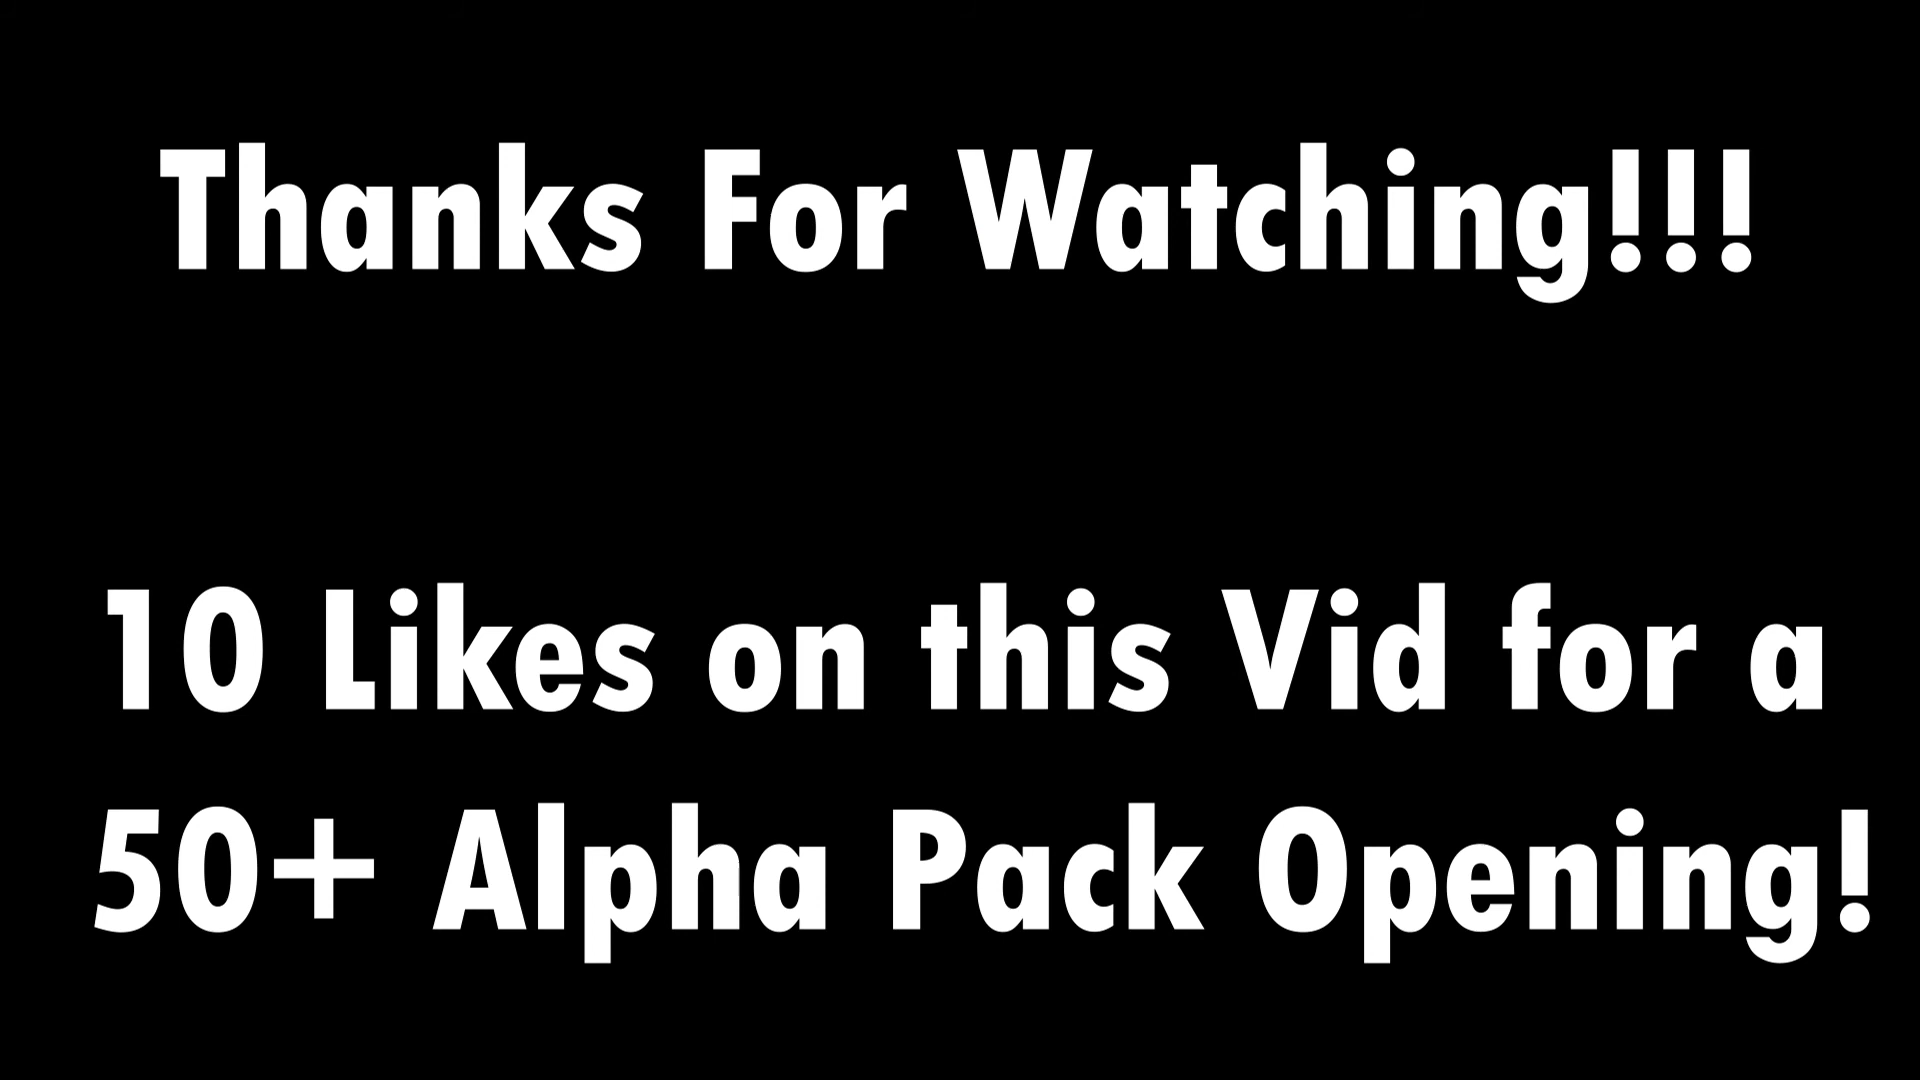 Thanks For Watching!!!
10 Likes on this Vid for a
50+ Alpha Pack Opening!